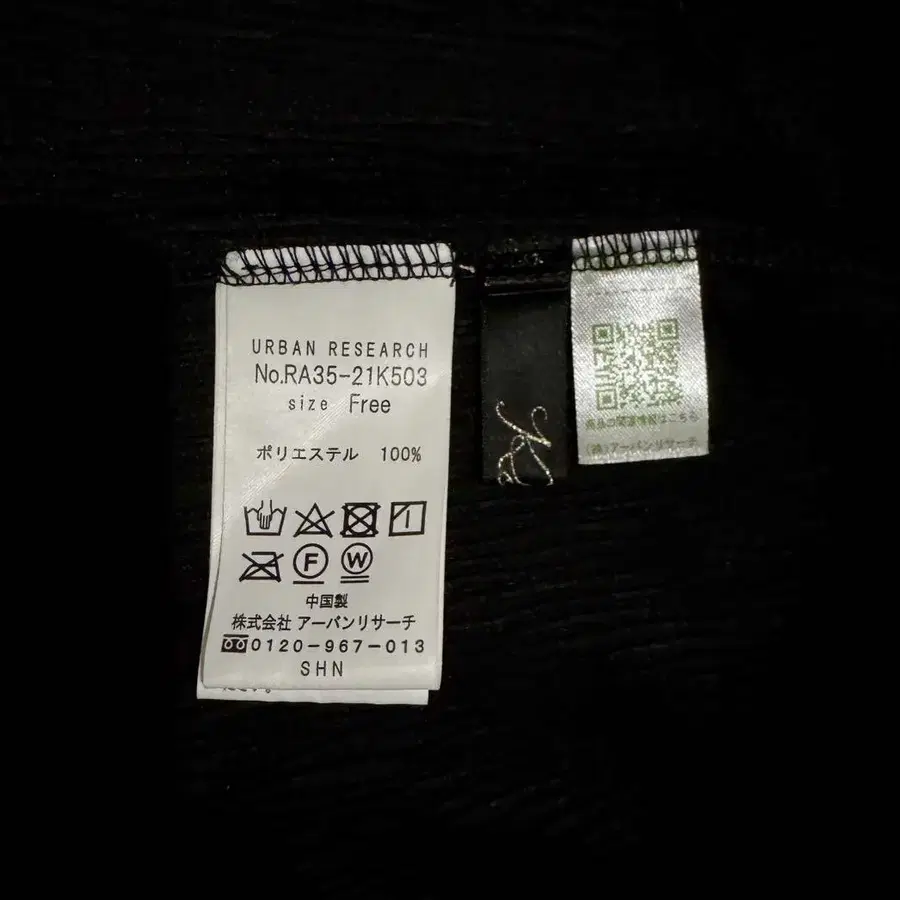 URBAN RESEARCH
No.RA35-21K503
size Free
ポリエステル 100%
F W
中国製
株式会社 アーバンリサーチ
0120-967-013
SHN
商品の関連情報はこちら
(株)アーバンリサーチ